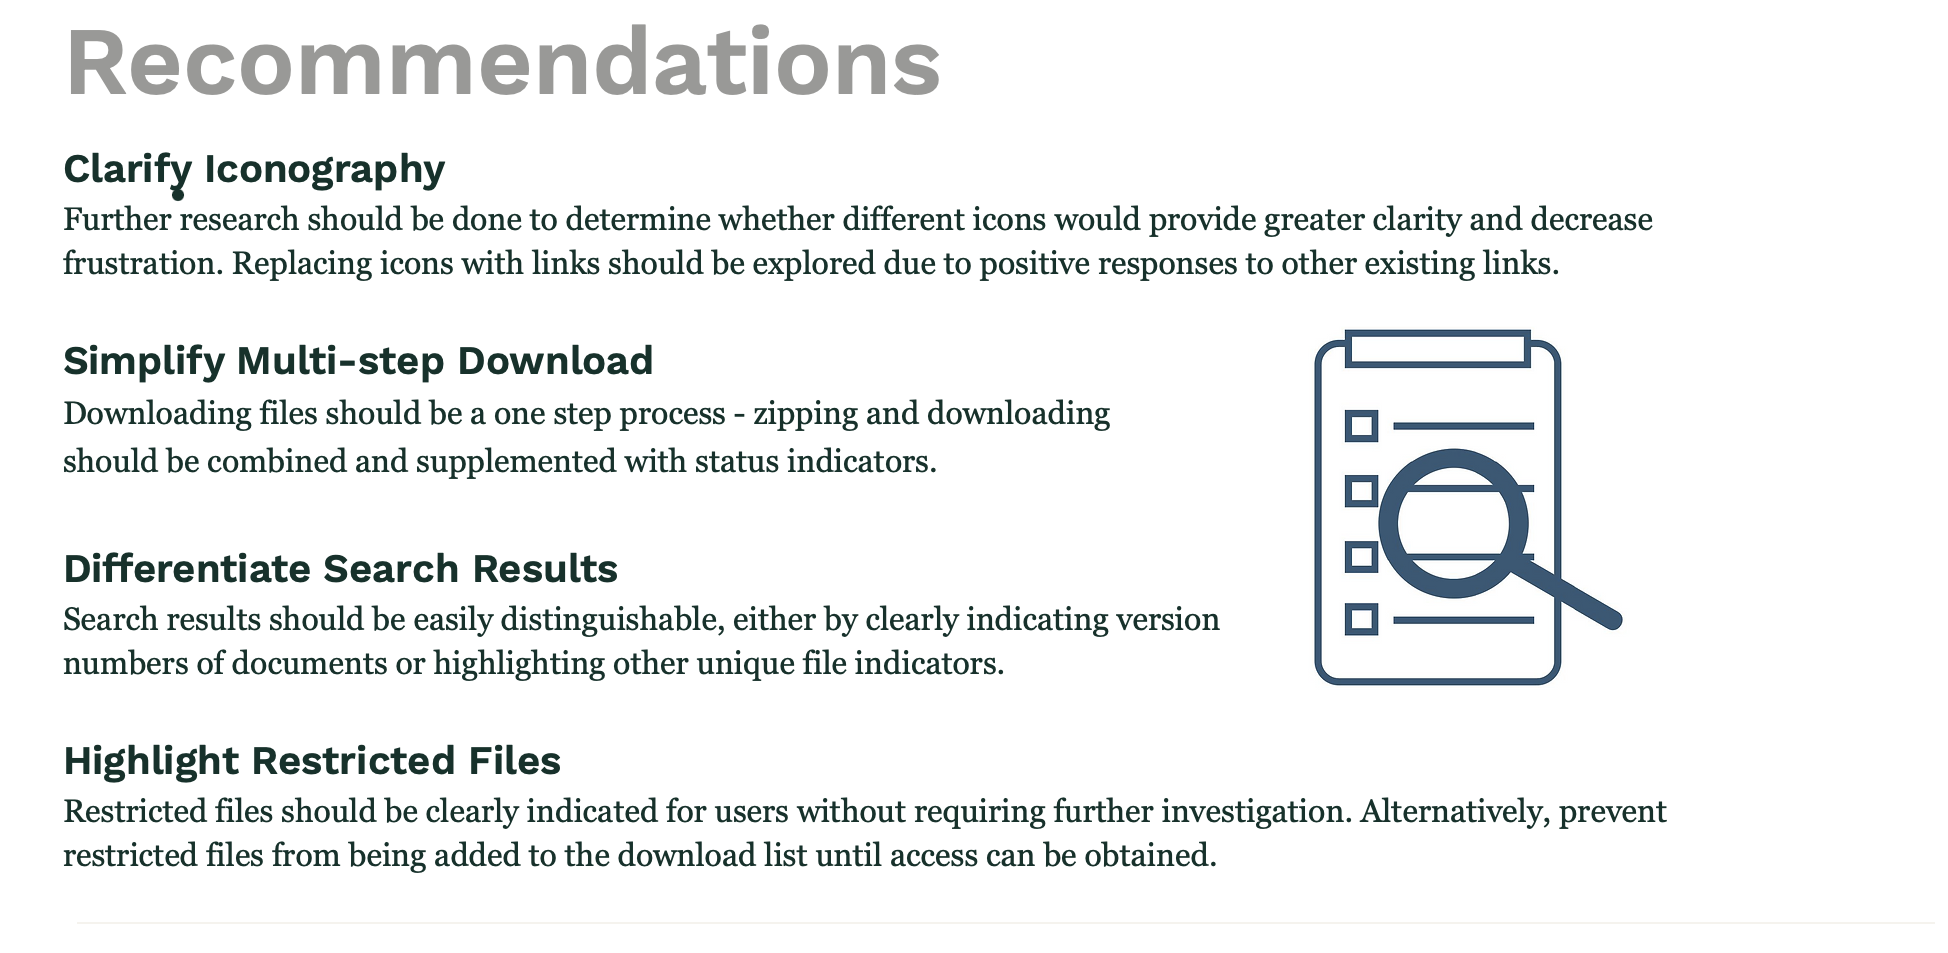 Recommendations
Clarify Iconography
Further research should be done to determine whether different icons would provide greater clarity and decrease
frustration. Replacing icons with links should be explored due to positive responses to other existing links.
Simplify Multi-step Download
Downloading files should be a one step process - zipping and downloading
should be combined and supplemented with status indicators.
Differentiate Search Results
Search results should be easily distinguishable, either by clearly indicating version
numbers of documents or highlighting other unique file indicators.
Highlight Restricted Files
Restricted files should be clearly indicated for users without requiring further investigation. Alternatively, prevent
restricted files from being added to the download list until access can be obtained.